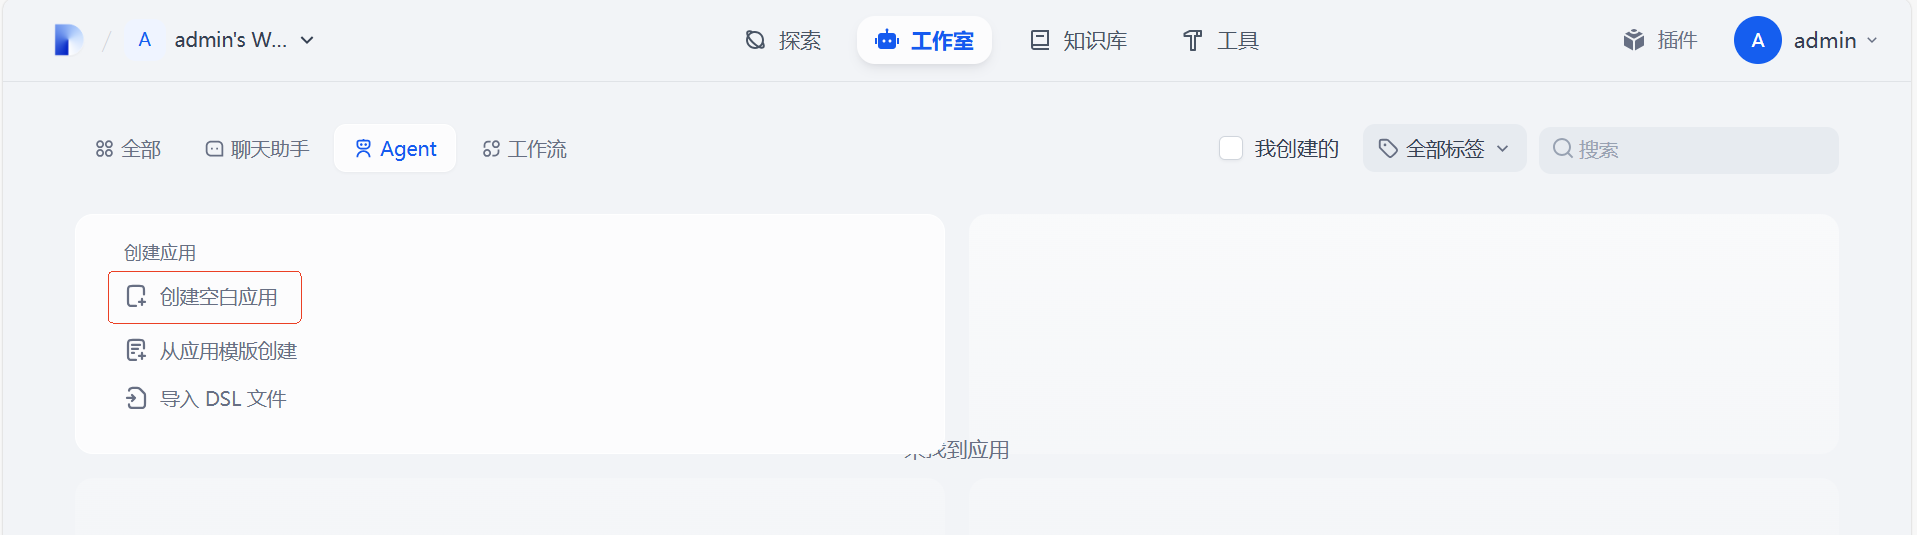 A admin's W... 探索 工作室 知识库 工具 插件 A admin
全部 聊天助手 Agent 工作流 我创建的 全部标签 搜索
创建应用
创建空白应用
从应用模版创建
导入 DSL 文件
未找到应用